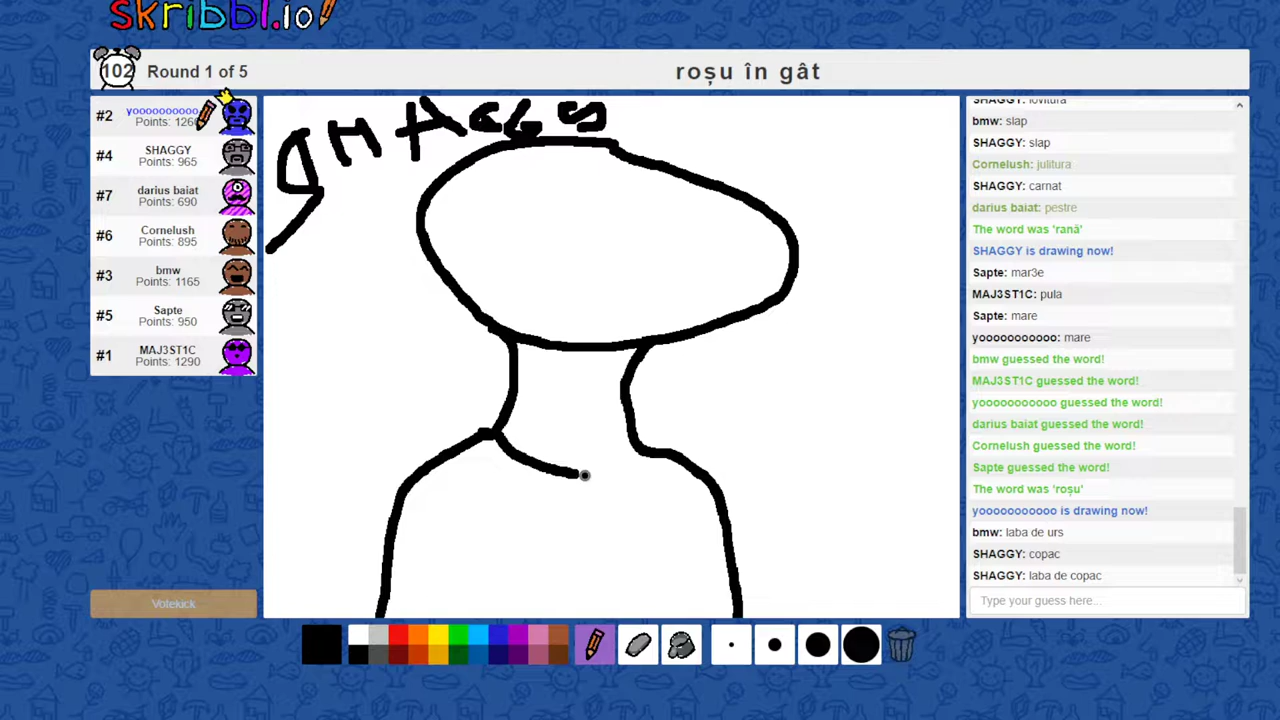 skribbl.io
102 Round 1 of 5 roșu în gât
#2 yooooooooooo
Points: 1260
#4 SHAGGY
Points: 965
#7 darius baiat
Points: 690
#6 Cornelush
Points: 895
#3 bmw
Points: 1165
#5 Sapte
Points: 950
#1 MAJ3ST1C
Points: 1290
Votekick
SHAGGY: lovitura
bmw: slap
SHAGGY: slap
Cornelush: julitura
SHAGGY: carnat
darius baiat: pestre
The word was 'rană'
SHAGGY is drawing now!
Sapte: mar3e
MAJ3ST1C: pula
Sapte: mare
yooooooooooo: mare
bmw guessed the word!
MAJ3ST1C guessed the word!
yooooooooooo guessed the word!
darius baiat guessed the word!
Cornelush guessed the word!
Sapte guessed the word!
The word was 'roșu'
yooooooooooo is drawing now!
bmw: laba de urs
SHAGGY: copac
SHAGGY: laba de copac
Type your guess here...